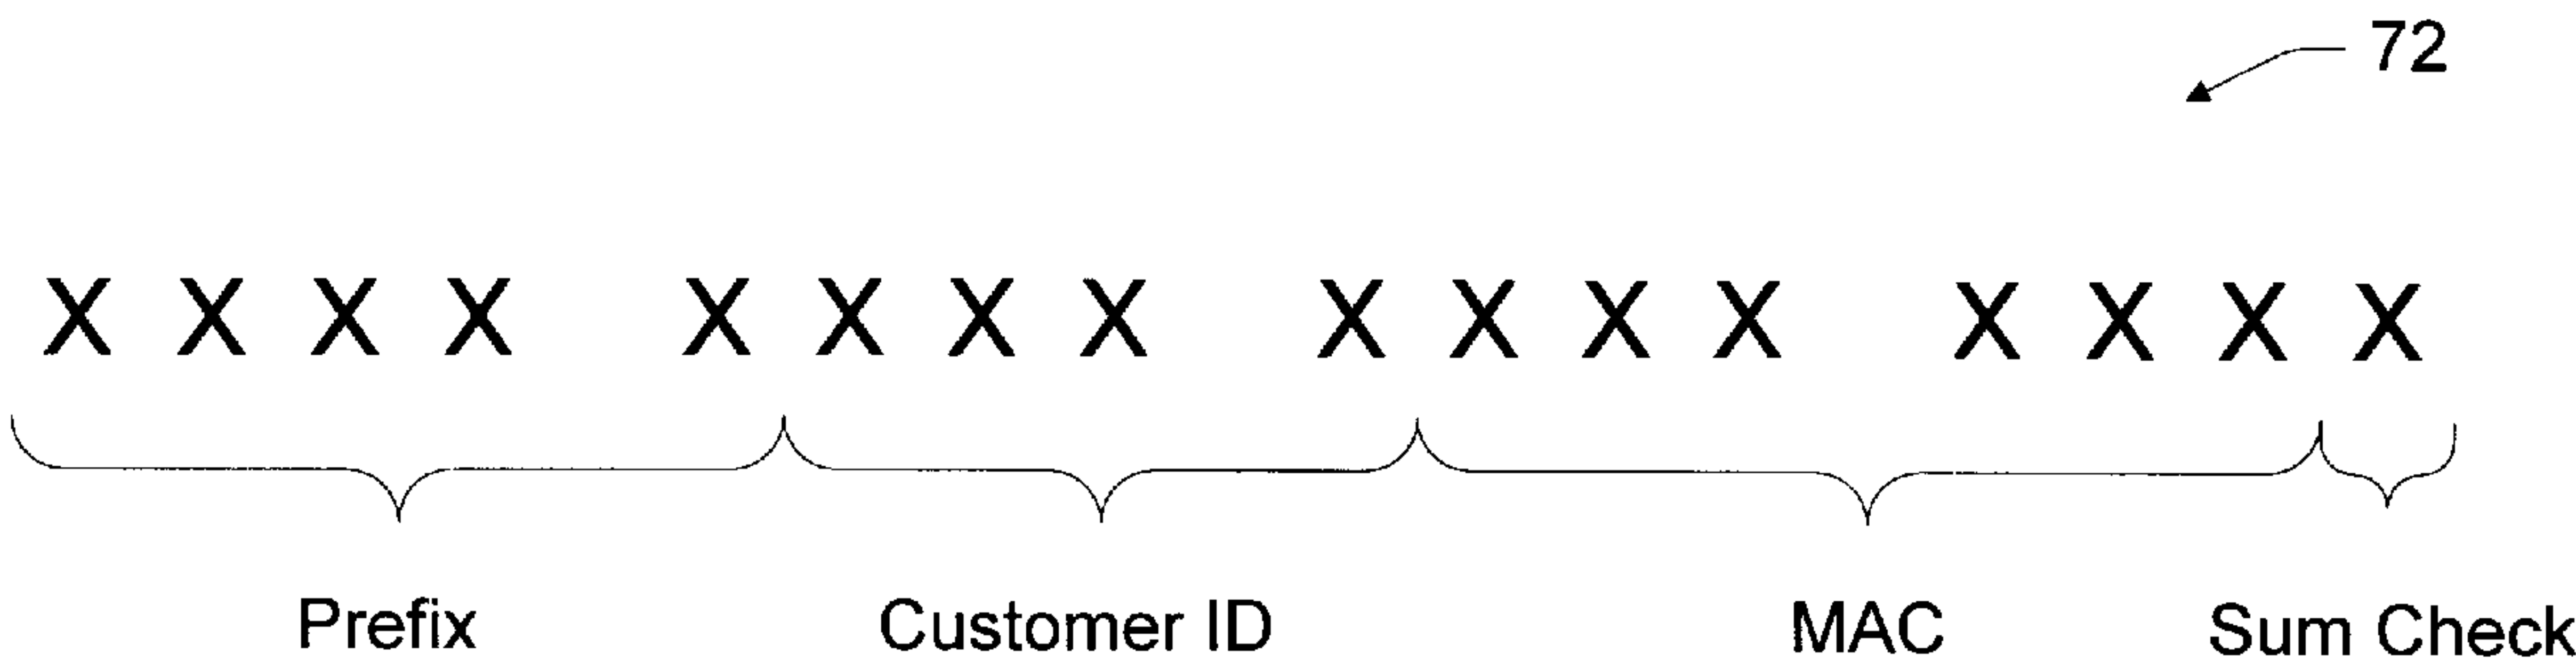 72
X X X X X X X X X X X X X X X X
Prefix Customer ID MAC Sum Check